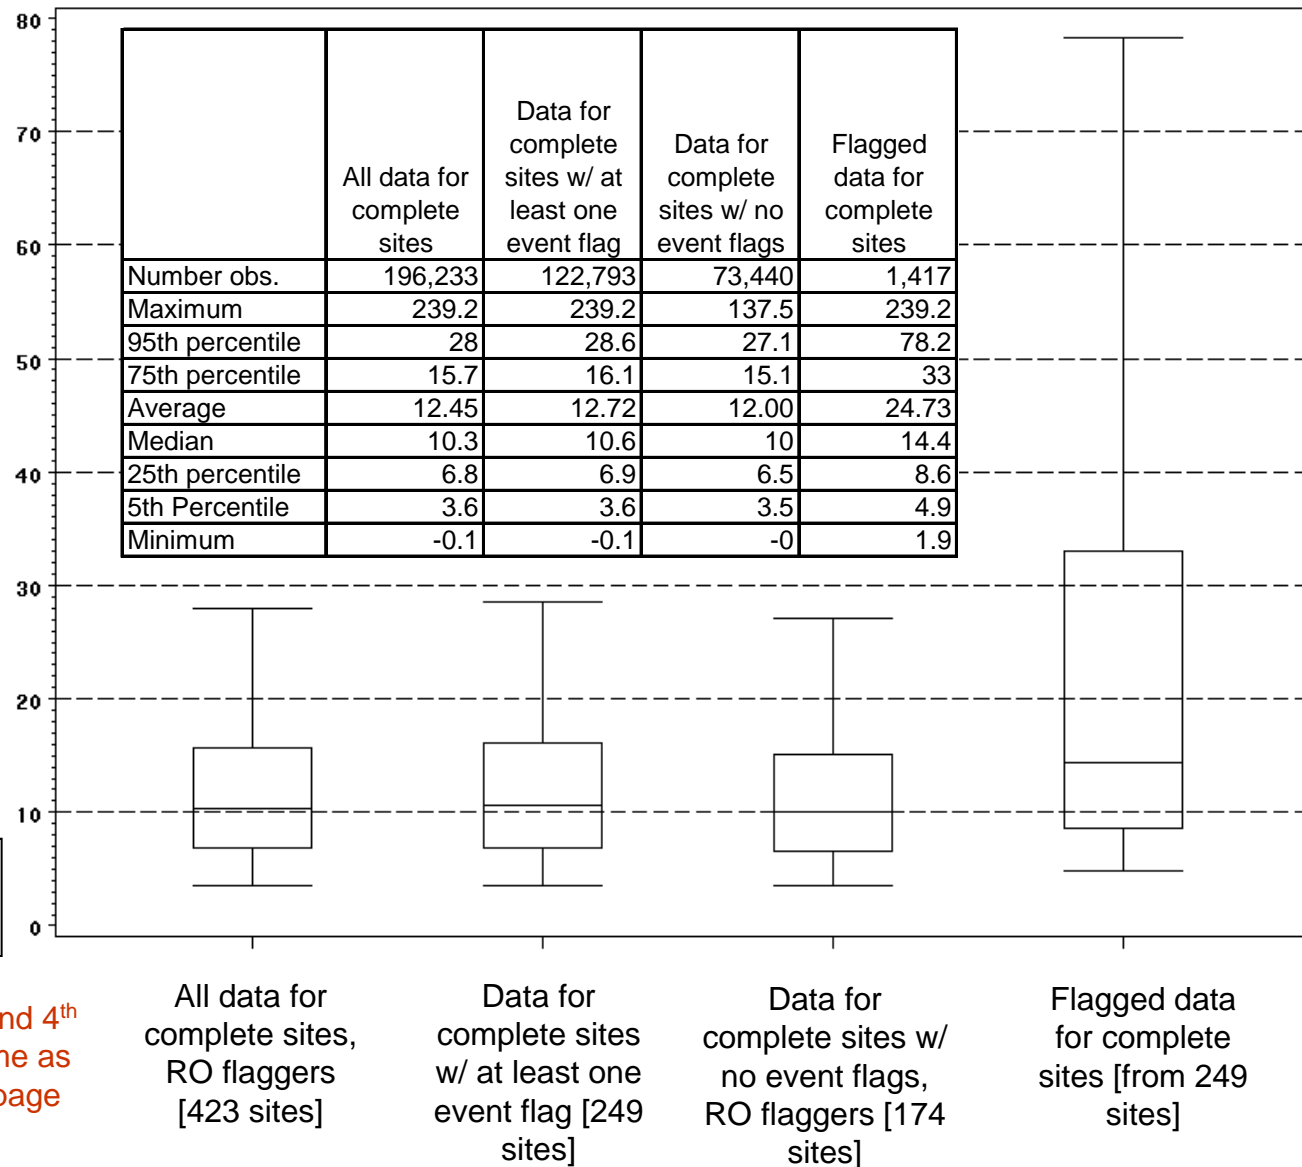 80
70
60
50
40
30
20
10
0
All data for complete sites
Data for complete sites w/ at least one event flag
Data for complete sites w/ no event flags
Flagged data for complete sites
Number obs. 196,233 122,793 73,440 1,417
Maximum 239.2 239.2 137.5 239.2
95th percentile 28 28.6 27.1 78.2
75th percentile 15.7 16.1 15.1 33
Average 12.45 12.72 12.00 24.73
Median 10.3 10.6 10 14.4
25th percentile 6.8 6.9 6.5 8.6
5th Percentile 3.6 3.6 3.5 4.9
Minimum -0.1 -0.1 -0 1.9
4th
as
All data for
complete sites,
RO flaggers
[423 sites]
Data for
complete sites
w/ at least one
event flag [249
sites]
Data for
complete sites w/
no event flags,
RO flaggers [174
sites]
Flagged data
for complete
sites [from 249
sites]